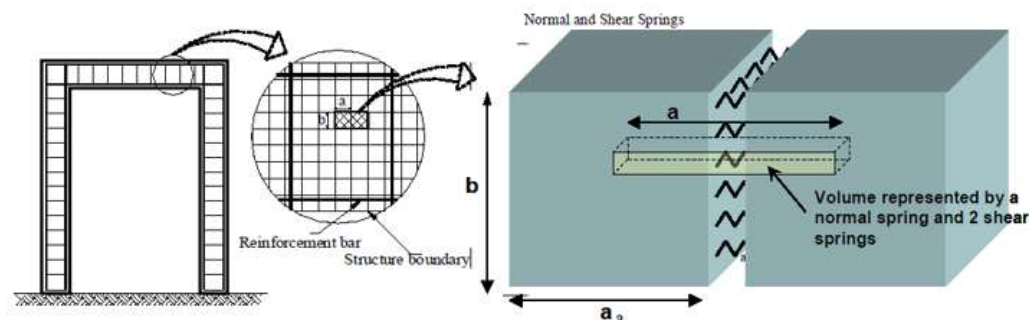 Normal and Shear Springs
a
b
Reinforcement bar
Structure boundary
a
b
Volume represented by a
normal spring and 2 shear
springs
a
a a